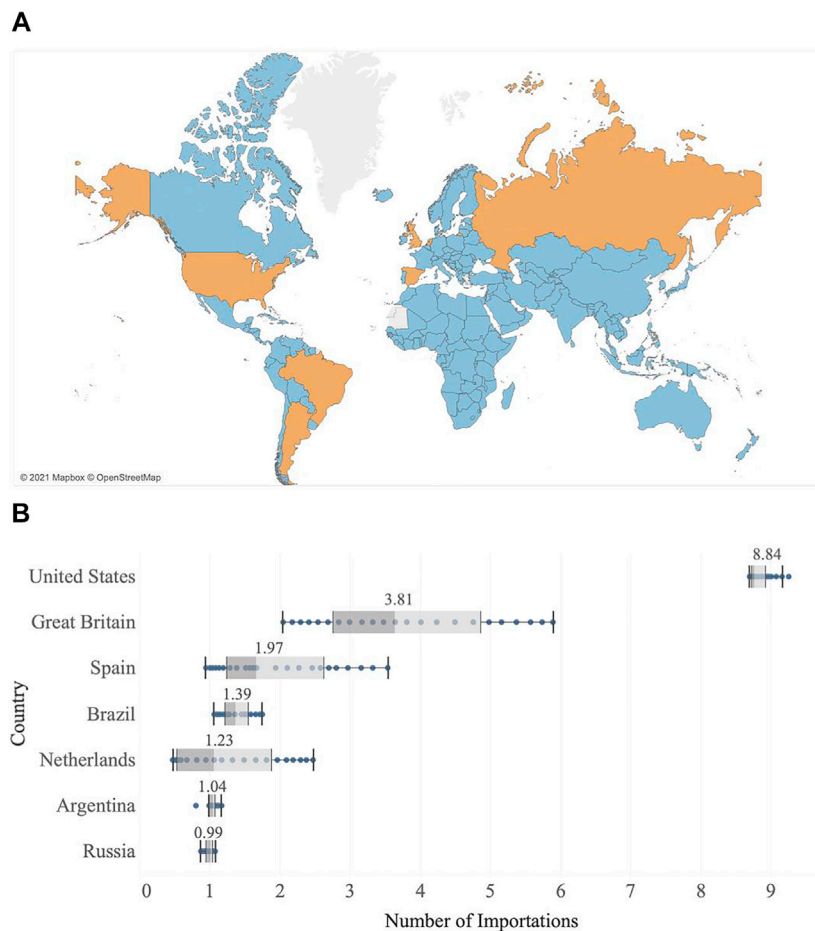 A
© 2021 Mapbox © OpenStreetMap
B
8.84
United States
3.81
Great Britain
1.97
Spain
1.39
Brazil
1.23
Netherlands
1.04
Argentina
0.99
Russia
Country
0 1 2 3 4 5 6 7 8 9
Number of Importations